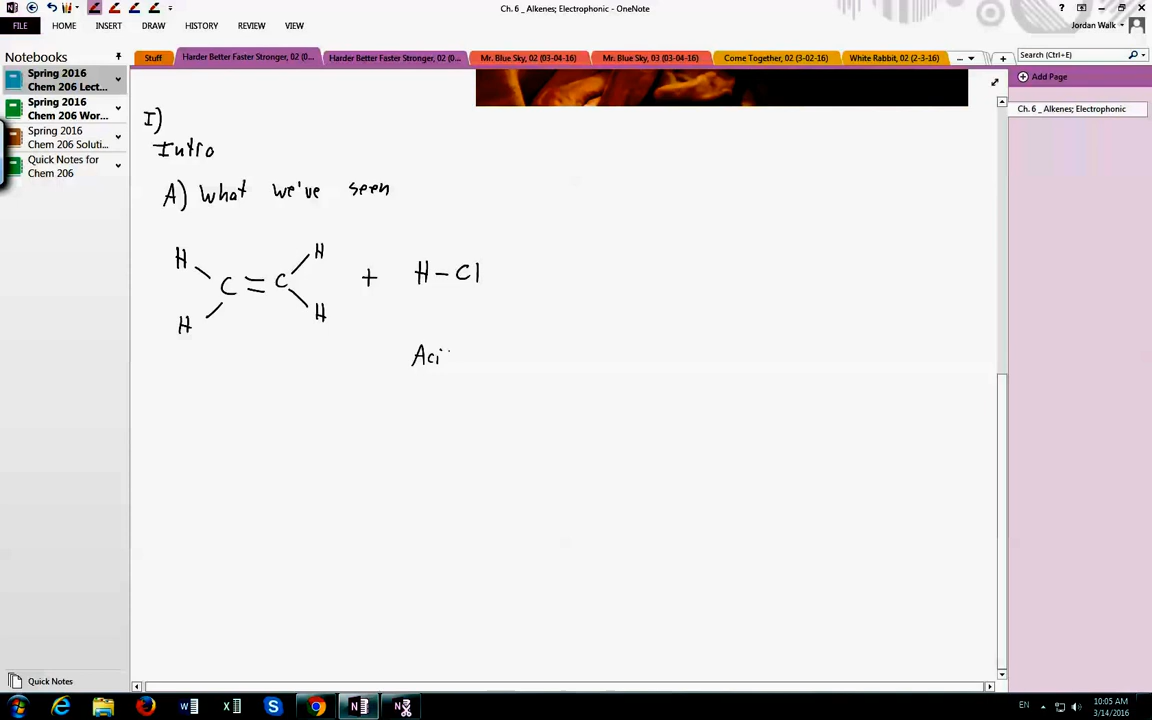 Ch. 6 _ Alkenes; Electrophonic - OneNote
FILE HOME INSERT DRAW HISTORY REVIEW VIEW
Jordan Walk
Notebooks
Stuff
Harder Better Faster Stronger, 02 (0...
Harder Better Faster Stronger, 02 (0...
Mr. Blue Sky, 02 (03-04-16)
Mr. Blue Sky, 03 (03-04-16)
Come Together, 02 (3-02-16)
White Rabbit, 02 (2-3-16)
Search (Ctrl+E)
Spring 2016
Chem 206 Lect...
Spring 2016
Chem 206 Wor...
Spring 2016
Chem 206 Soluti...
Quick Notes for
Chem 206
Add Page
Ch. 6 _ Alkenes; Electrophonic
I)
Intro
A) What we've seen
H H
C = C + H - Cl
H H
Aci
Quick Notes
EN
10:05 AM
3/14/2016